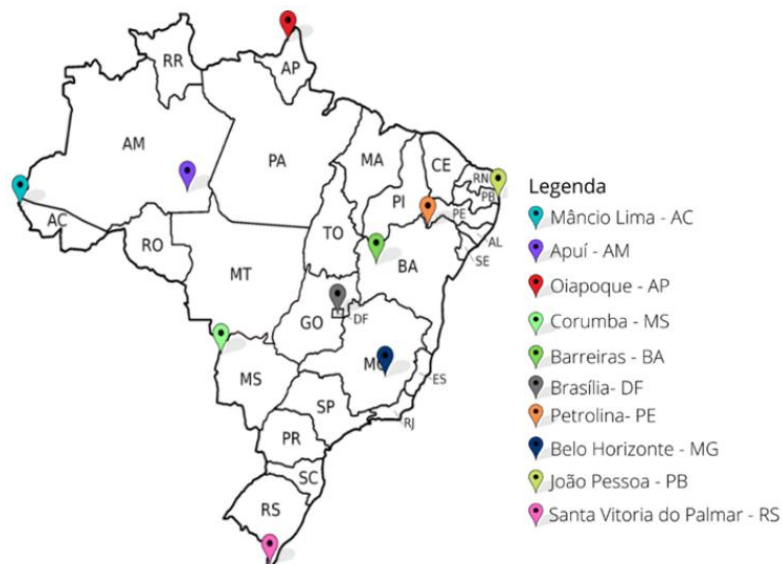 RR
AP
AM
PA
MA
CE
RN
PB
PI
PE
AC
AL
TO
SE
RO
BA
MT
GO
DF
MG
MS
ES
SP
RJ
PR
SC
RS
Legenda
Mâncio Lima - AC
Apuí - AM
Oiapoque - AP
Corumba - MS
Barreiras - BA
Brasília- DF
Petrolina- PE
Belo Horizonte - MG
João Pessoa - PB
Santa Vitoria do Palmar - RS